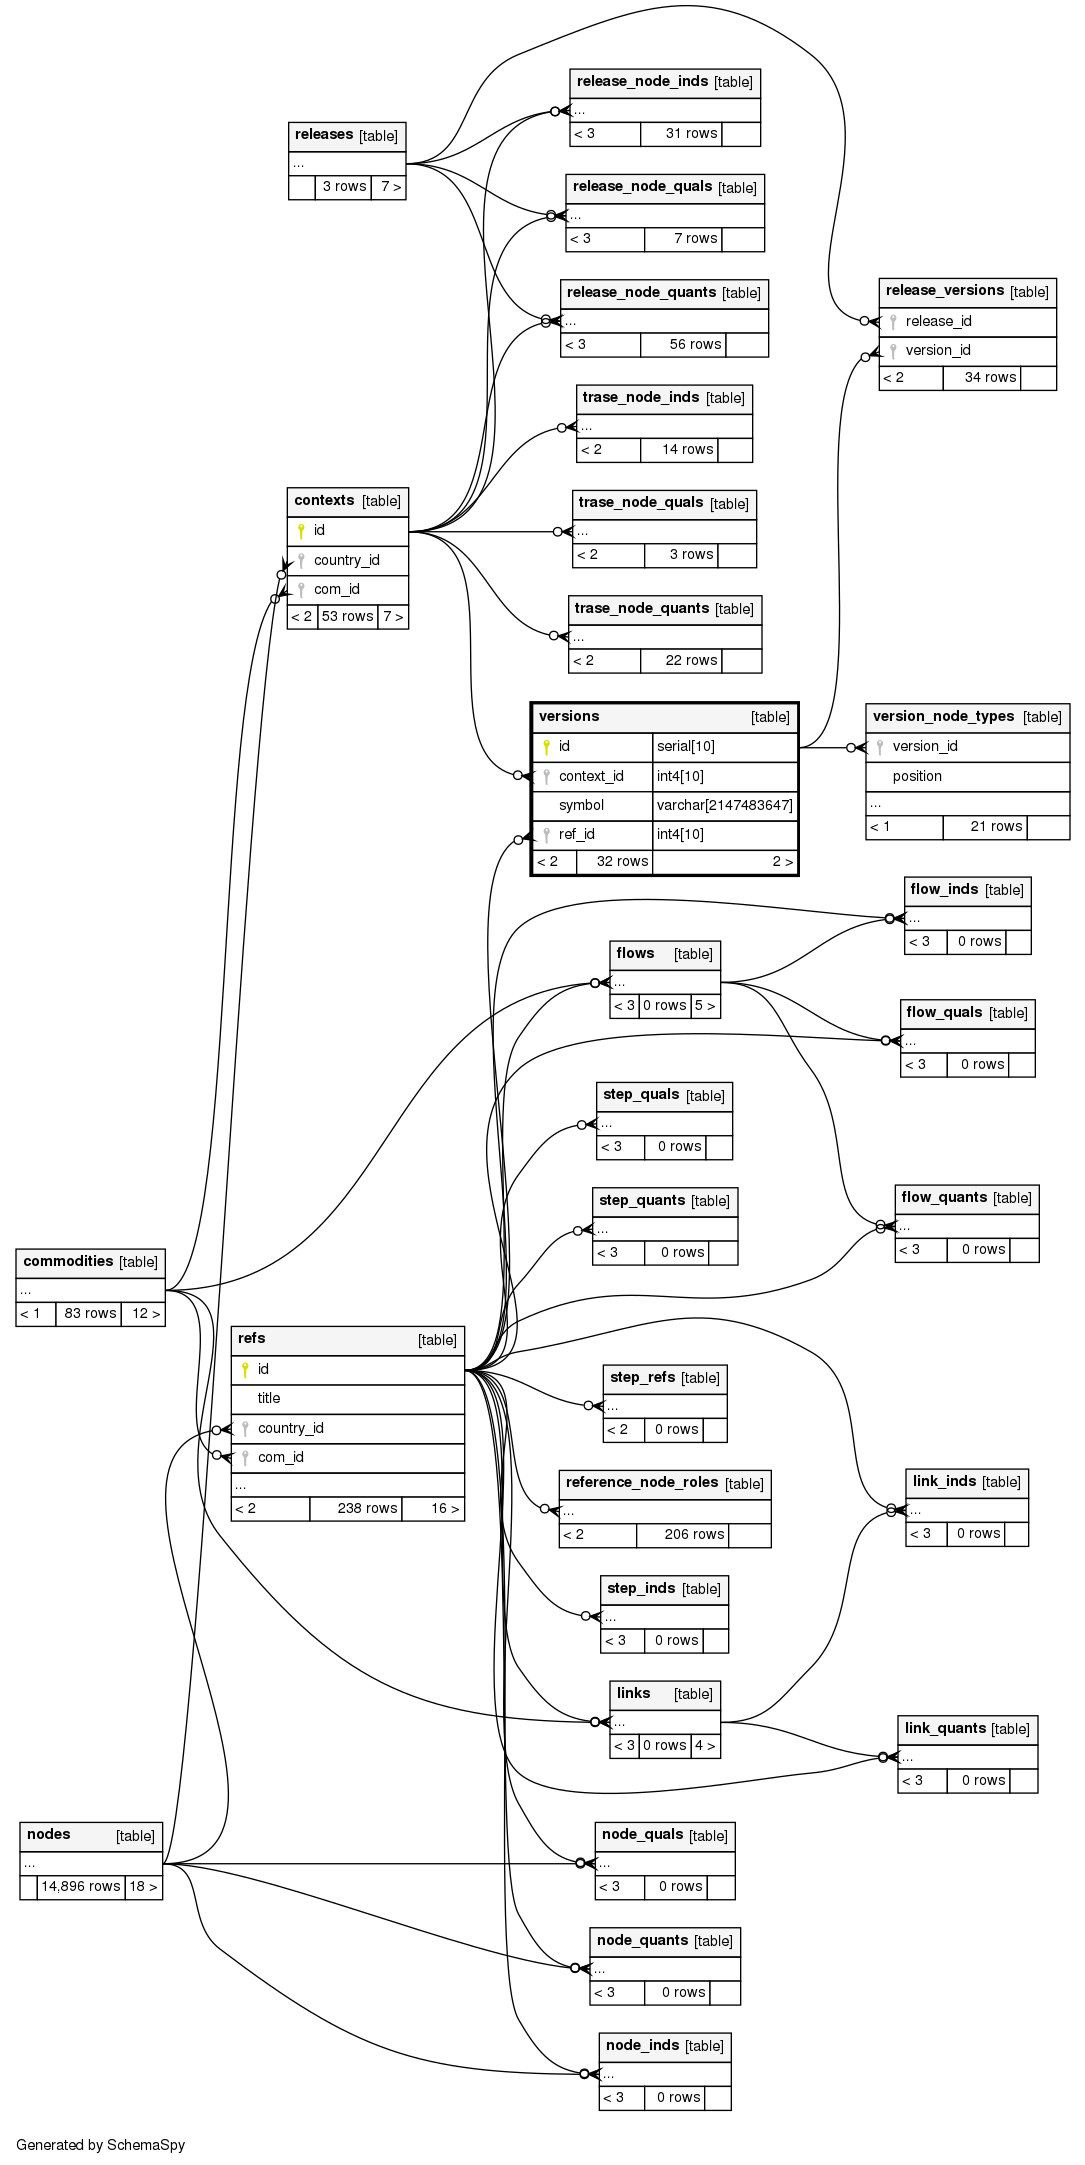 release_node_inds [table]
...
< 3 31 rows
releases [table]
...
3 rows 7 >
release_node_quals [table]
...
< 3 7 rows
release_node_quants [table]
...
< 3 56 rows
release_versions [table]
release_id
version_id
< 2 34 rows
trase_node_inds [table]
...
< 2 14 rows
contexts [table]
id
country_id
com_id
< 2 53 rows 7 >
trase_node_quals [table]
...
< 2 3 rows
trase_node_quants [table]
...
< 2 22 rows
versions [table]
id serial[10]
context_id int4[10]
symbol varchar[2147483647]
ref_id int4[10]
< 2 32 rows 2 >
version_node_types [table]
version_id
position
...
< 1 21 rows
flow_inds [table]
...
< 3 0 rows
flows [table]
...
< 3 0 rows 5 >
flow_quals [table]
...
< 3 0 rows
step_quals [table]
...
< 3 0 rows
step_quants [table]
...
< 3 0 rows
flow_quants [table]
...
< 3 0 rows
commodities [table]
...
< 1 83 rows 12 >
refs [table]
id
title
country_id
com_id
...
< 2 238 rows 16 >
step_refs [table]
...
< 2 0 rows
reference_node_roles [table]
...
< 2 206 rows
link_inds [table]
...
< 3 0 rows
step_inds [table]
...
< 3 0 rows
links [table]
...
< 3 0 rows 4 >
link_quants [table]
...
< 3 0 rows
nodes [table]
...
14,896 rows 18 >
node_quals [table]
...
< 3 0 rows
node_quants [table]
...
< 3 0 rows
node_inds [table]
...
< 3 0 rows
Generated by SchemaSpy